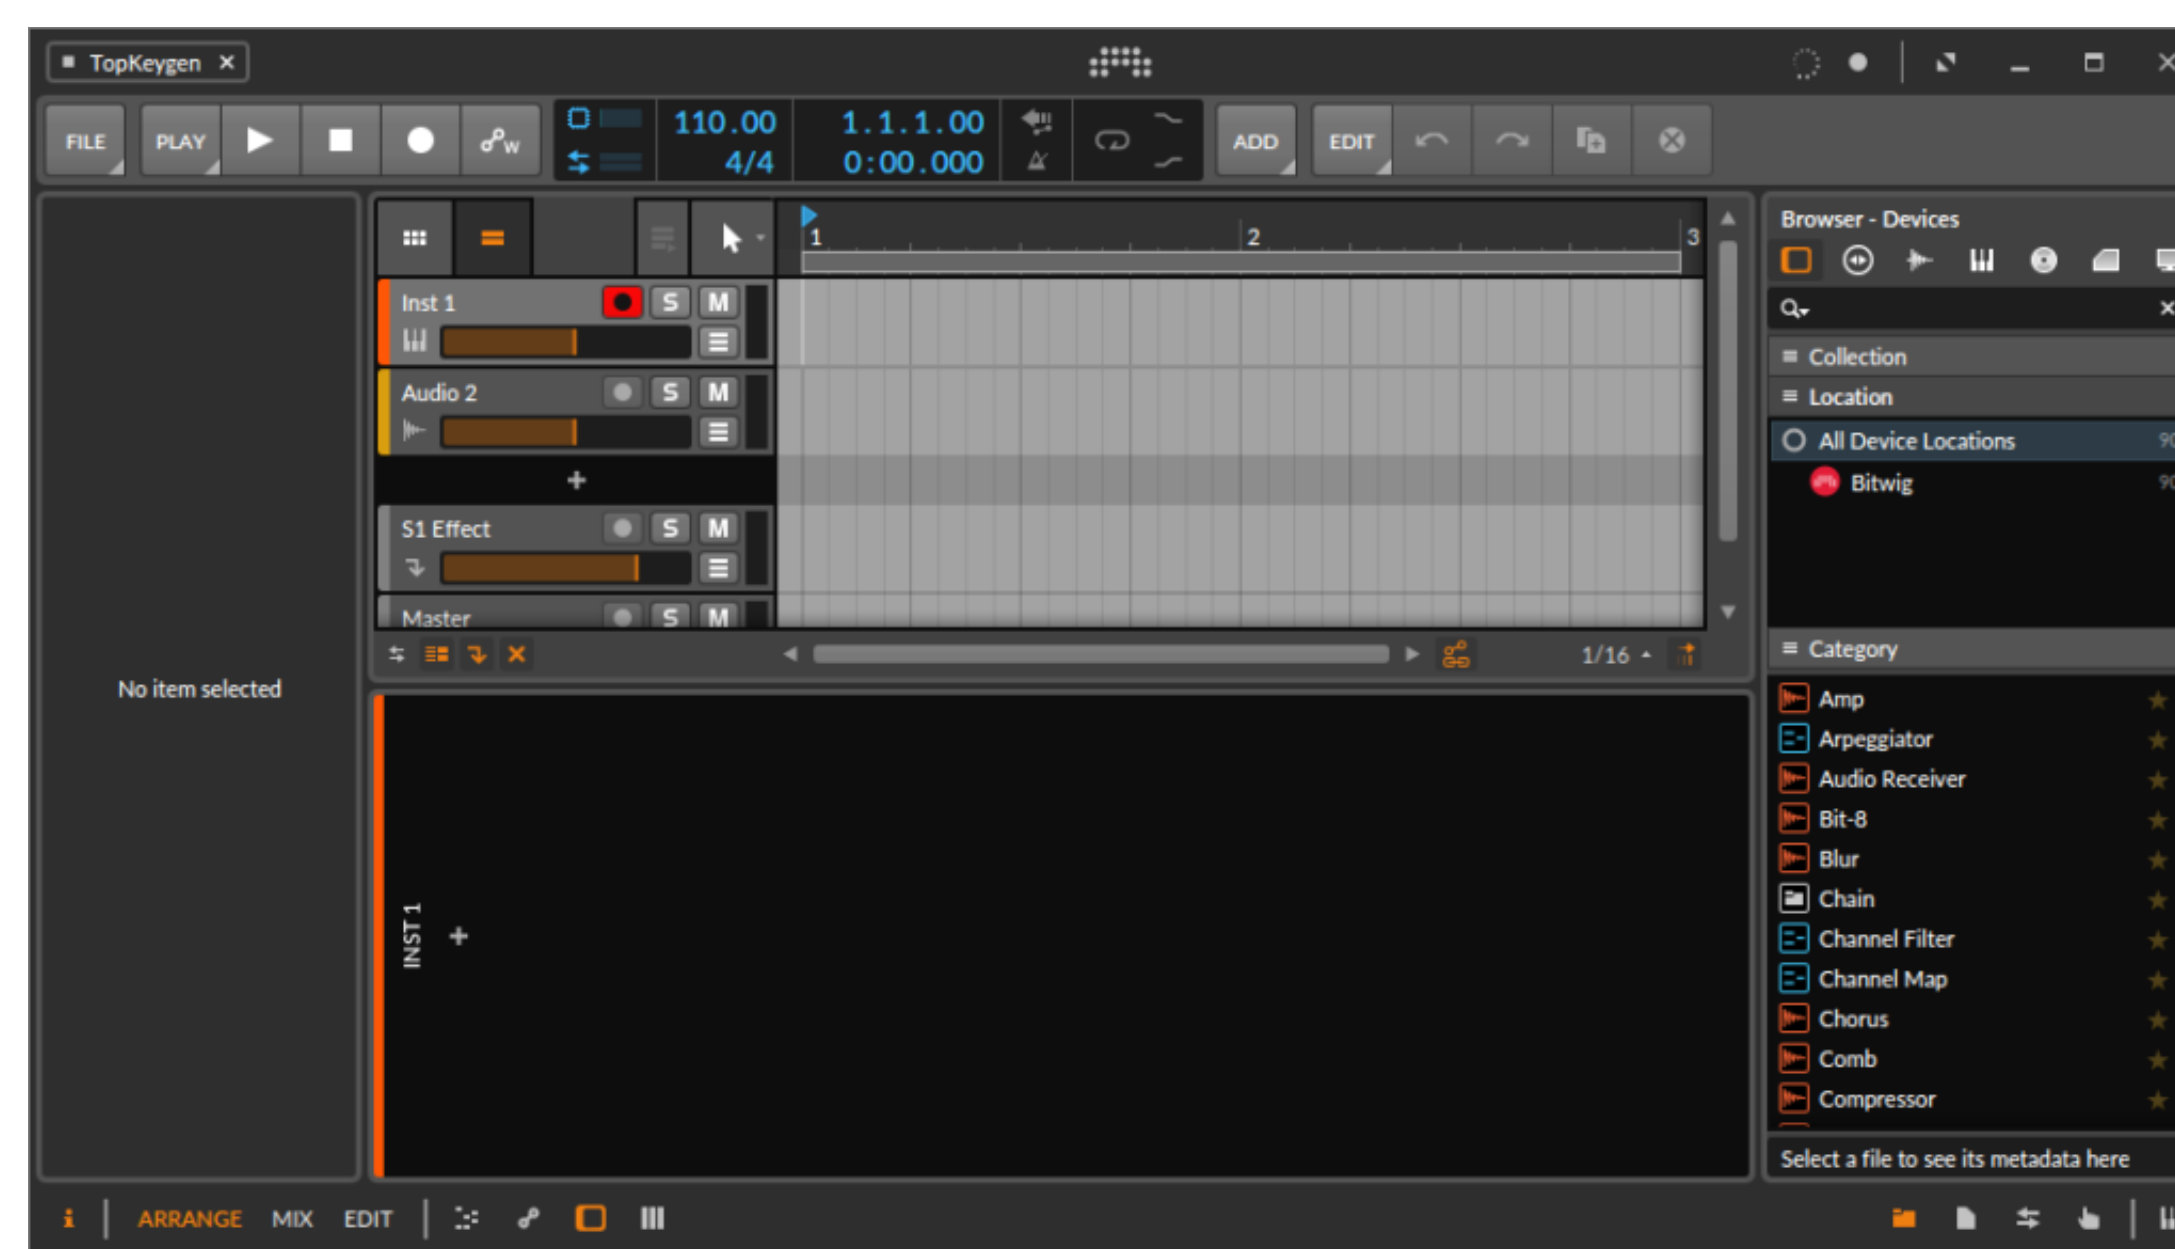 TopKeygen
FILE PLAY W 110.00 4/4 1.1.1.00 0:00.000 ADD EDIT
1 2 3
Inst 1 S M
Audio 2 S M
S1 Effect S M
Master S M
1/16
No item selected
INST 1
Browser - Devices
Collection
Location
All Device Locations
Bitwig
Category
Amp
Arpeggiator
Audio Receiver
Bit-8
Blur
Chain
Channel Filter
Channel Map
Chorus
Comb
Compressor
Select a file to see its metadata here
i ARRANGE MIX EDIT